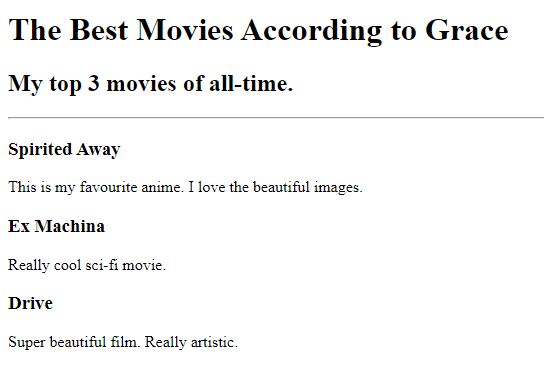 The Best Movies According to Grace
My top 3 movies of all-time.
Spirited Away
This is my favourite anime. I love the beautiful images.
Ex Machina
Really cool sci-fi movie.
Drive
Super beautiful film. Really artistic.